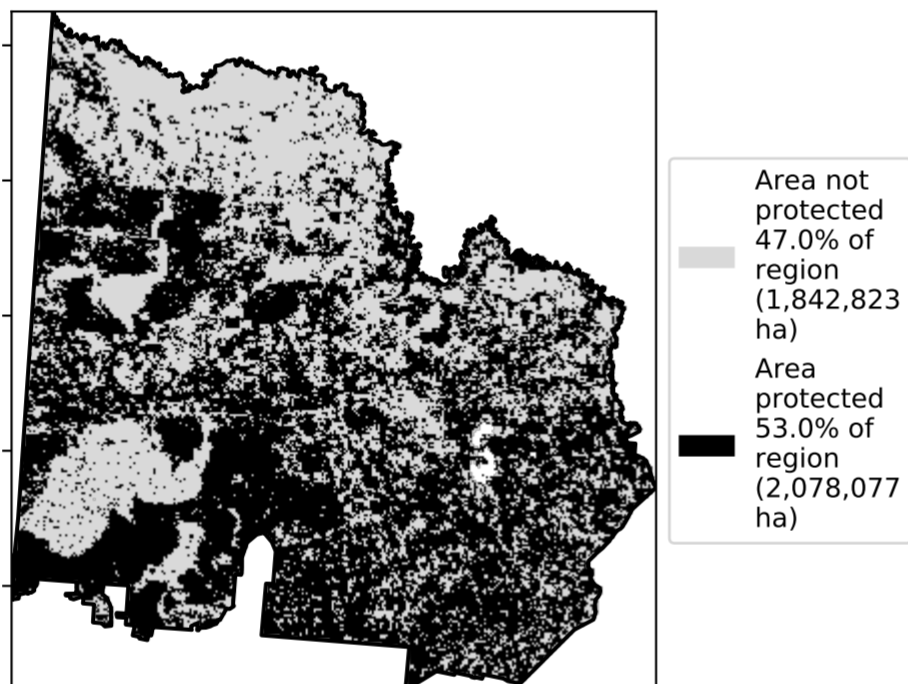 Area not
protected
47.0% of
region
(1,842,823
ha)
Area
protected
53.0% of
region
(2,078,077
ha)